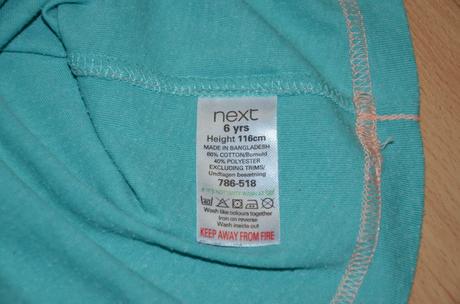 next
6 yrs
Height 116cm
MADE IN BANGLADESH
60% COTTON/Bomuld
40% POLYESTER
EXCLUDING TRIMS/
Undtagen besætning
786-518
Wash like colours together
Iron on reverse
Wash inside out
KEEP AWAY FROM FIRE